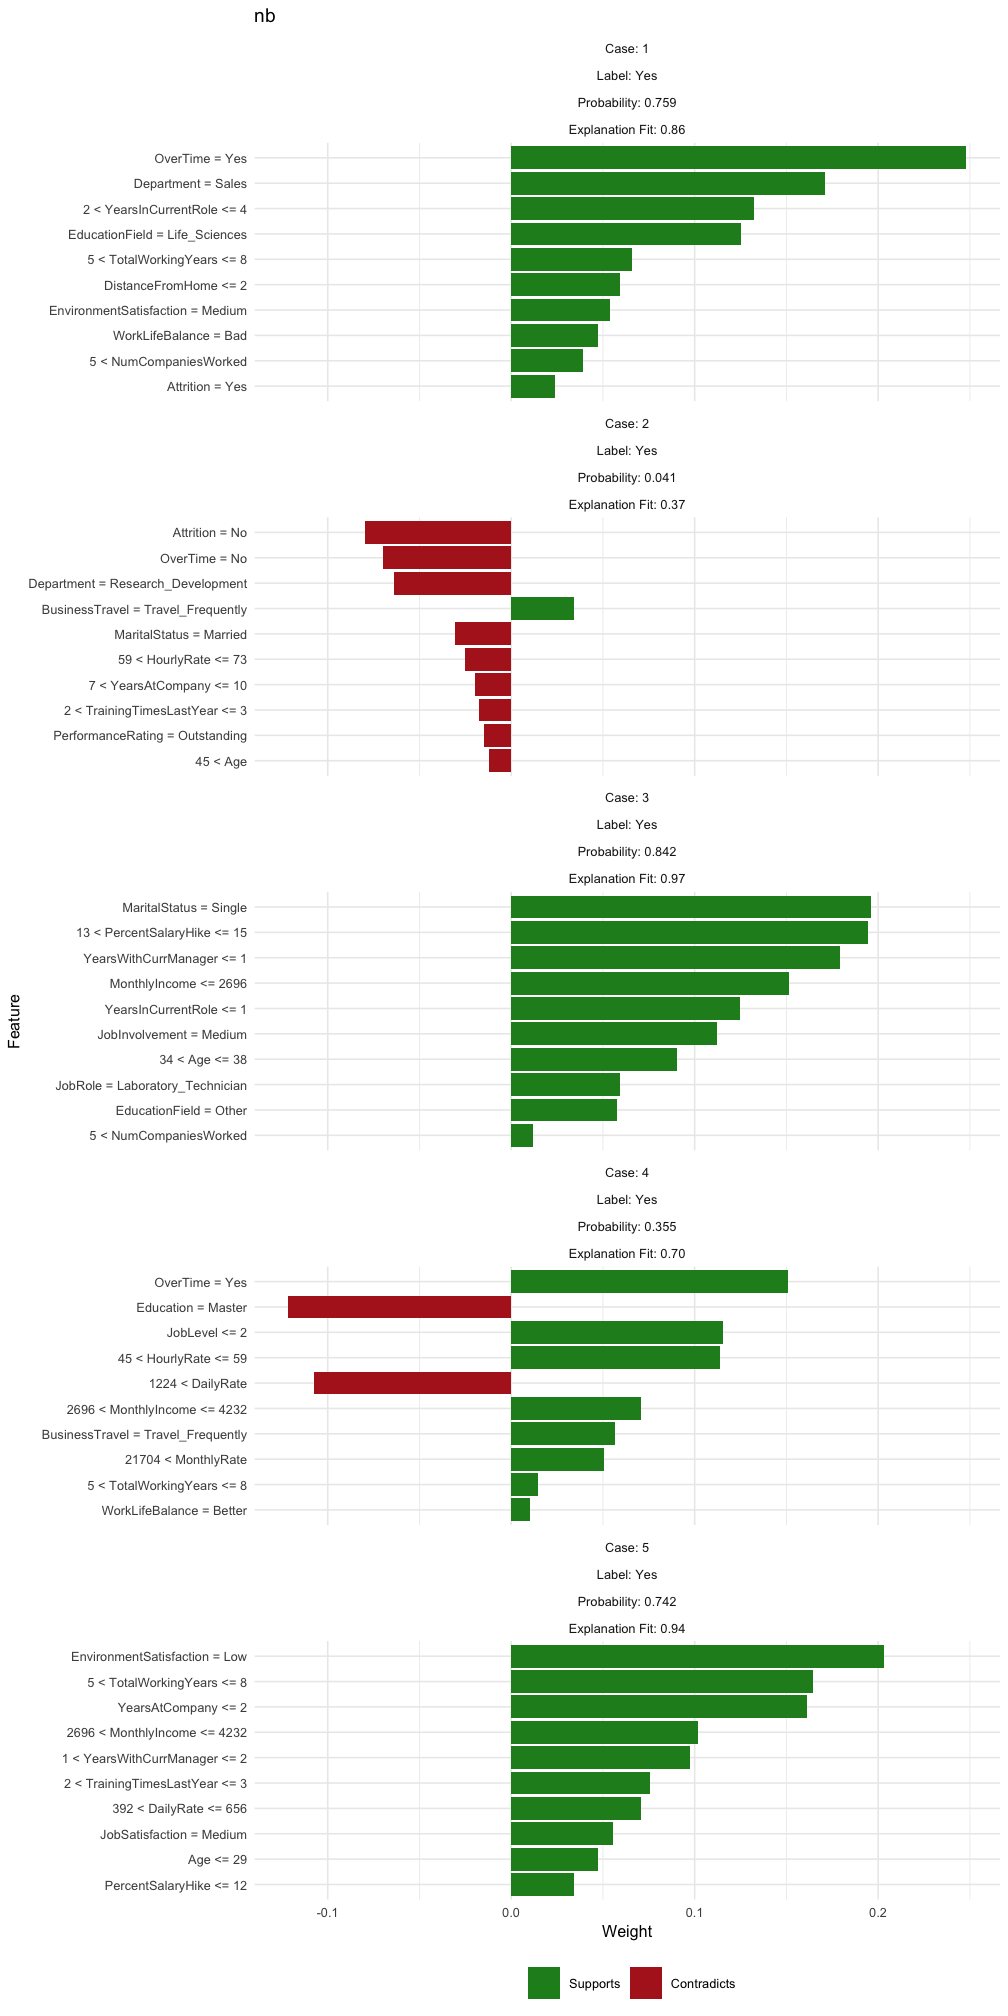 nb
Case: 1
Label: Yes
Probability: 0.759
Explanation Fit: 0.86
OverTime = Yes
Department = Sales
2 < YearsInCurrentRole <= 4
EducationField = Life_Sciences
5 < TotalWorkingYears <= 8
DistanceFromHome <= 2
EnvironmentSatisfaction = Medium
WorkLifeBalance = Bad
5 < NumCompaniesWorked
Attrition = Yes
Case: 2
Label: Yes
Probability: 0.041
Explanation Fit: 0.37
Attrition = No
OverTime = No
Department = Research_Development
BusinessTravel = Travel_Frequently
MaritalStatus = Married
59 < HourlyRate <= 73
7 < YearsAtCompany <= 10
2 < TrainingTimesLastYear <= 3
PerformanceRating = Outstanding
45 < Age
Case: 3
Label: Yes
Probability: 0.842
Explanation Fit: 0.97
MaritalStatus = Single
13 < PercentSalaryHike <= 15
YearsWithCurrManager <= 1
MonthlyIncome <= 2696
YearsInCurrentRole <= 1
JobInvolvement = Medium
34 < Age <= 38
JobRole = Laboratory_Technician
EducationField = Other
5 < NumCompaniesWorked
Feature
Case: 4
Label: Yes
Probability: 0.355
Explanation Fit: 0.70
OverTime = Yes
Education = Master
JobLevel <= 2
45 < HourlyRate <= 59
1224 < DailyRate
2696 < MonthlyIncome <= 4232
BusinessTravel = Travel_Frequently
21704 < MonthlyRate
5 < TotalWorkingYears <= 8
WorkLifeBalance = Better
Case: 5
Label: Yes
Probability: 0.742
Explanation Fit: 0.94
EnvironmentSatisfaction = Low
5 < TotalWorkingYears <= 8
YearsAtCompany <= 2
2696 < MonthlyIncome <= 4232
1 < YearsWithCurrManager <= 2
2 < TrainingTimesLastYear <= 3
392 < DailyRate <= 656
JobSatisfaction = Medium
Age <= 29
PercentSalaryHike <= 12
-0.1 0.0 0.1 0.2
Weight
Supports Contradicts